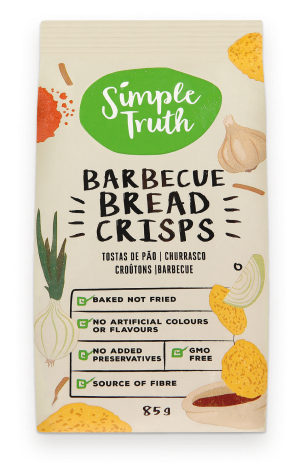 Simple
Truth
BARBECUE
BREAD
CRISPS
TOSTAS DE PÃO | CHURRASCO
CROÛTONS | BARBECUE
BAKED NOT FRIED
NO ARTIFICIAL COLOURS
OR FLAVOURS
NO ADDED
PRESERVATIVES
GMO
FREE
SOURCE OF FIBRE
85g